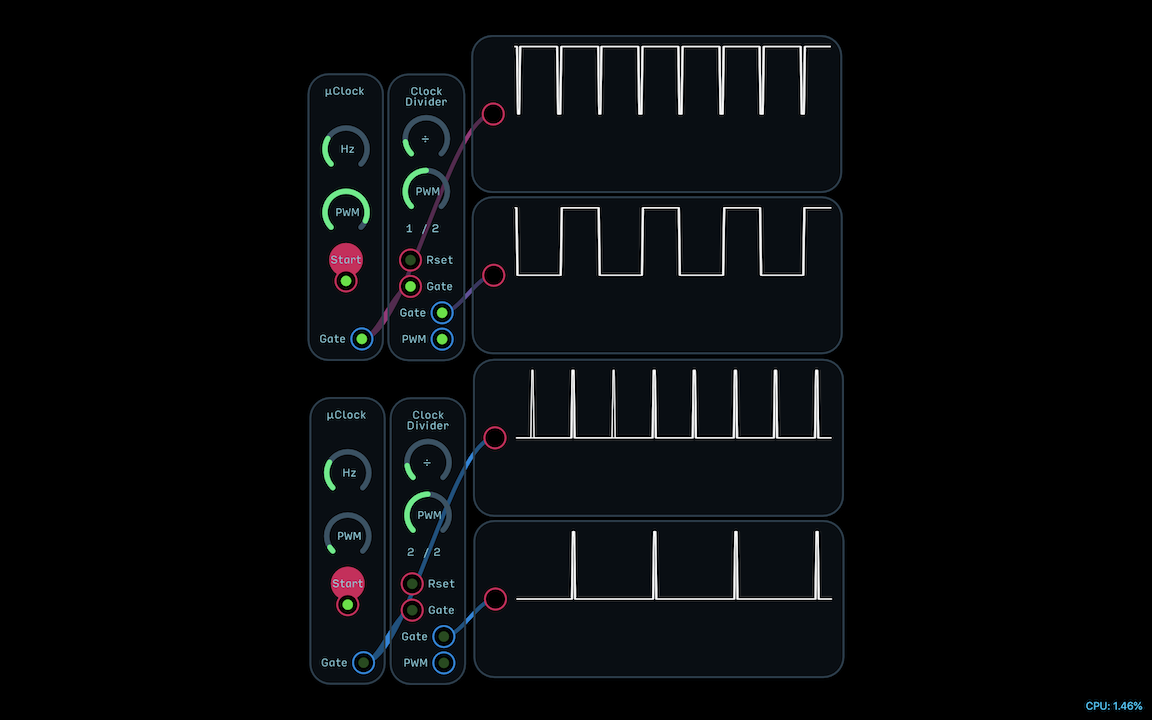 μClock
Clock
Divider
Hz
÷
PWM
PWM
1 / 2
Start
Rset
Gate
Gate
Gate
PWM
μClock
Clock
Divider
Hz
÷
PWM
PWM
2 / 2
Start
Rset
Gate
Gate
Gate
PWM
CPU: 1.46%